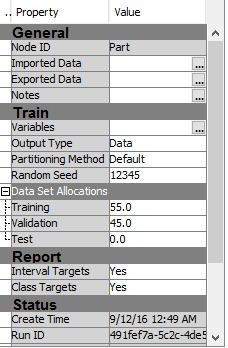 .. Property Value
General
Node ID Part
Imported Data ...
Exported Data ...
Notes ...
Train
Variables ...
Output Type Data
Partitioning Method Default
Random Seed 12345
Data Set Allocations
Training 55.0
Validation 45.0
Test 0.0
Report
Interval Targets Yes
Class Targets Yes
Status
Create Time 9/12/16 12:49 AM
Run ID 491fef7a-5c2c-4de5